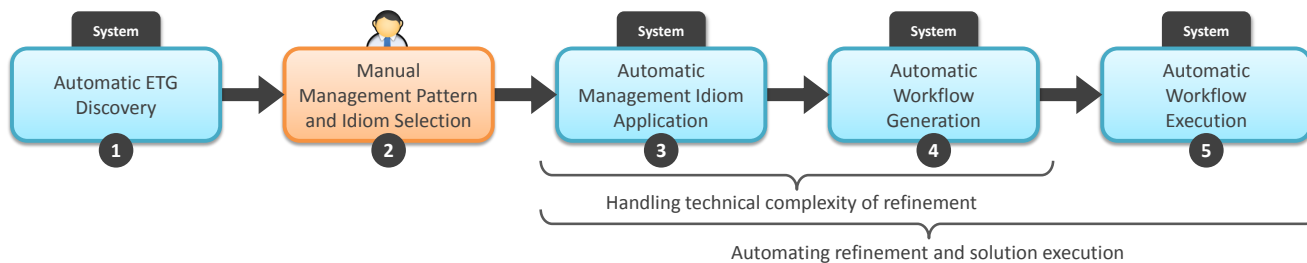 System
Automatic ETG
Discovery
1
Manual
Management Pattern
and Idiom Selection
2
System
Automatic
Management Idiom
Application
3
System
Automatic
Workflow
Generation
4
System
Automatic
Workflow
Execution
5
Handling technical complexity of refinement
Automating refinement and solution execution